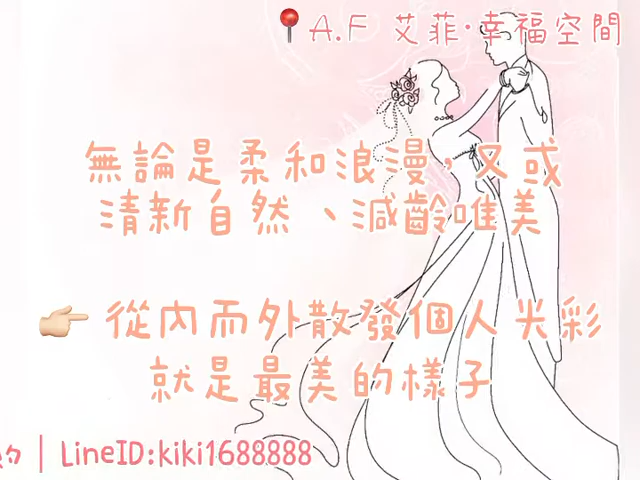 📍A.F 艾菲·幸福空間
無論是柔和浪漫,又或
清新自然、減齡唯美
👉🏻從內而外散發個人光彩
就是最美的樣子
| LineID:kiki1688888